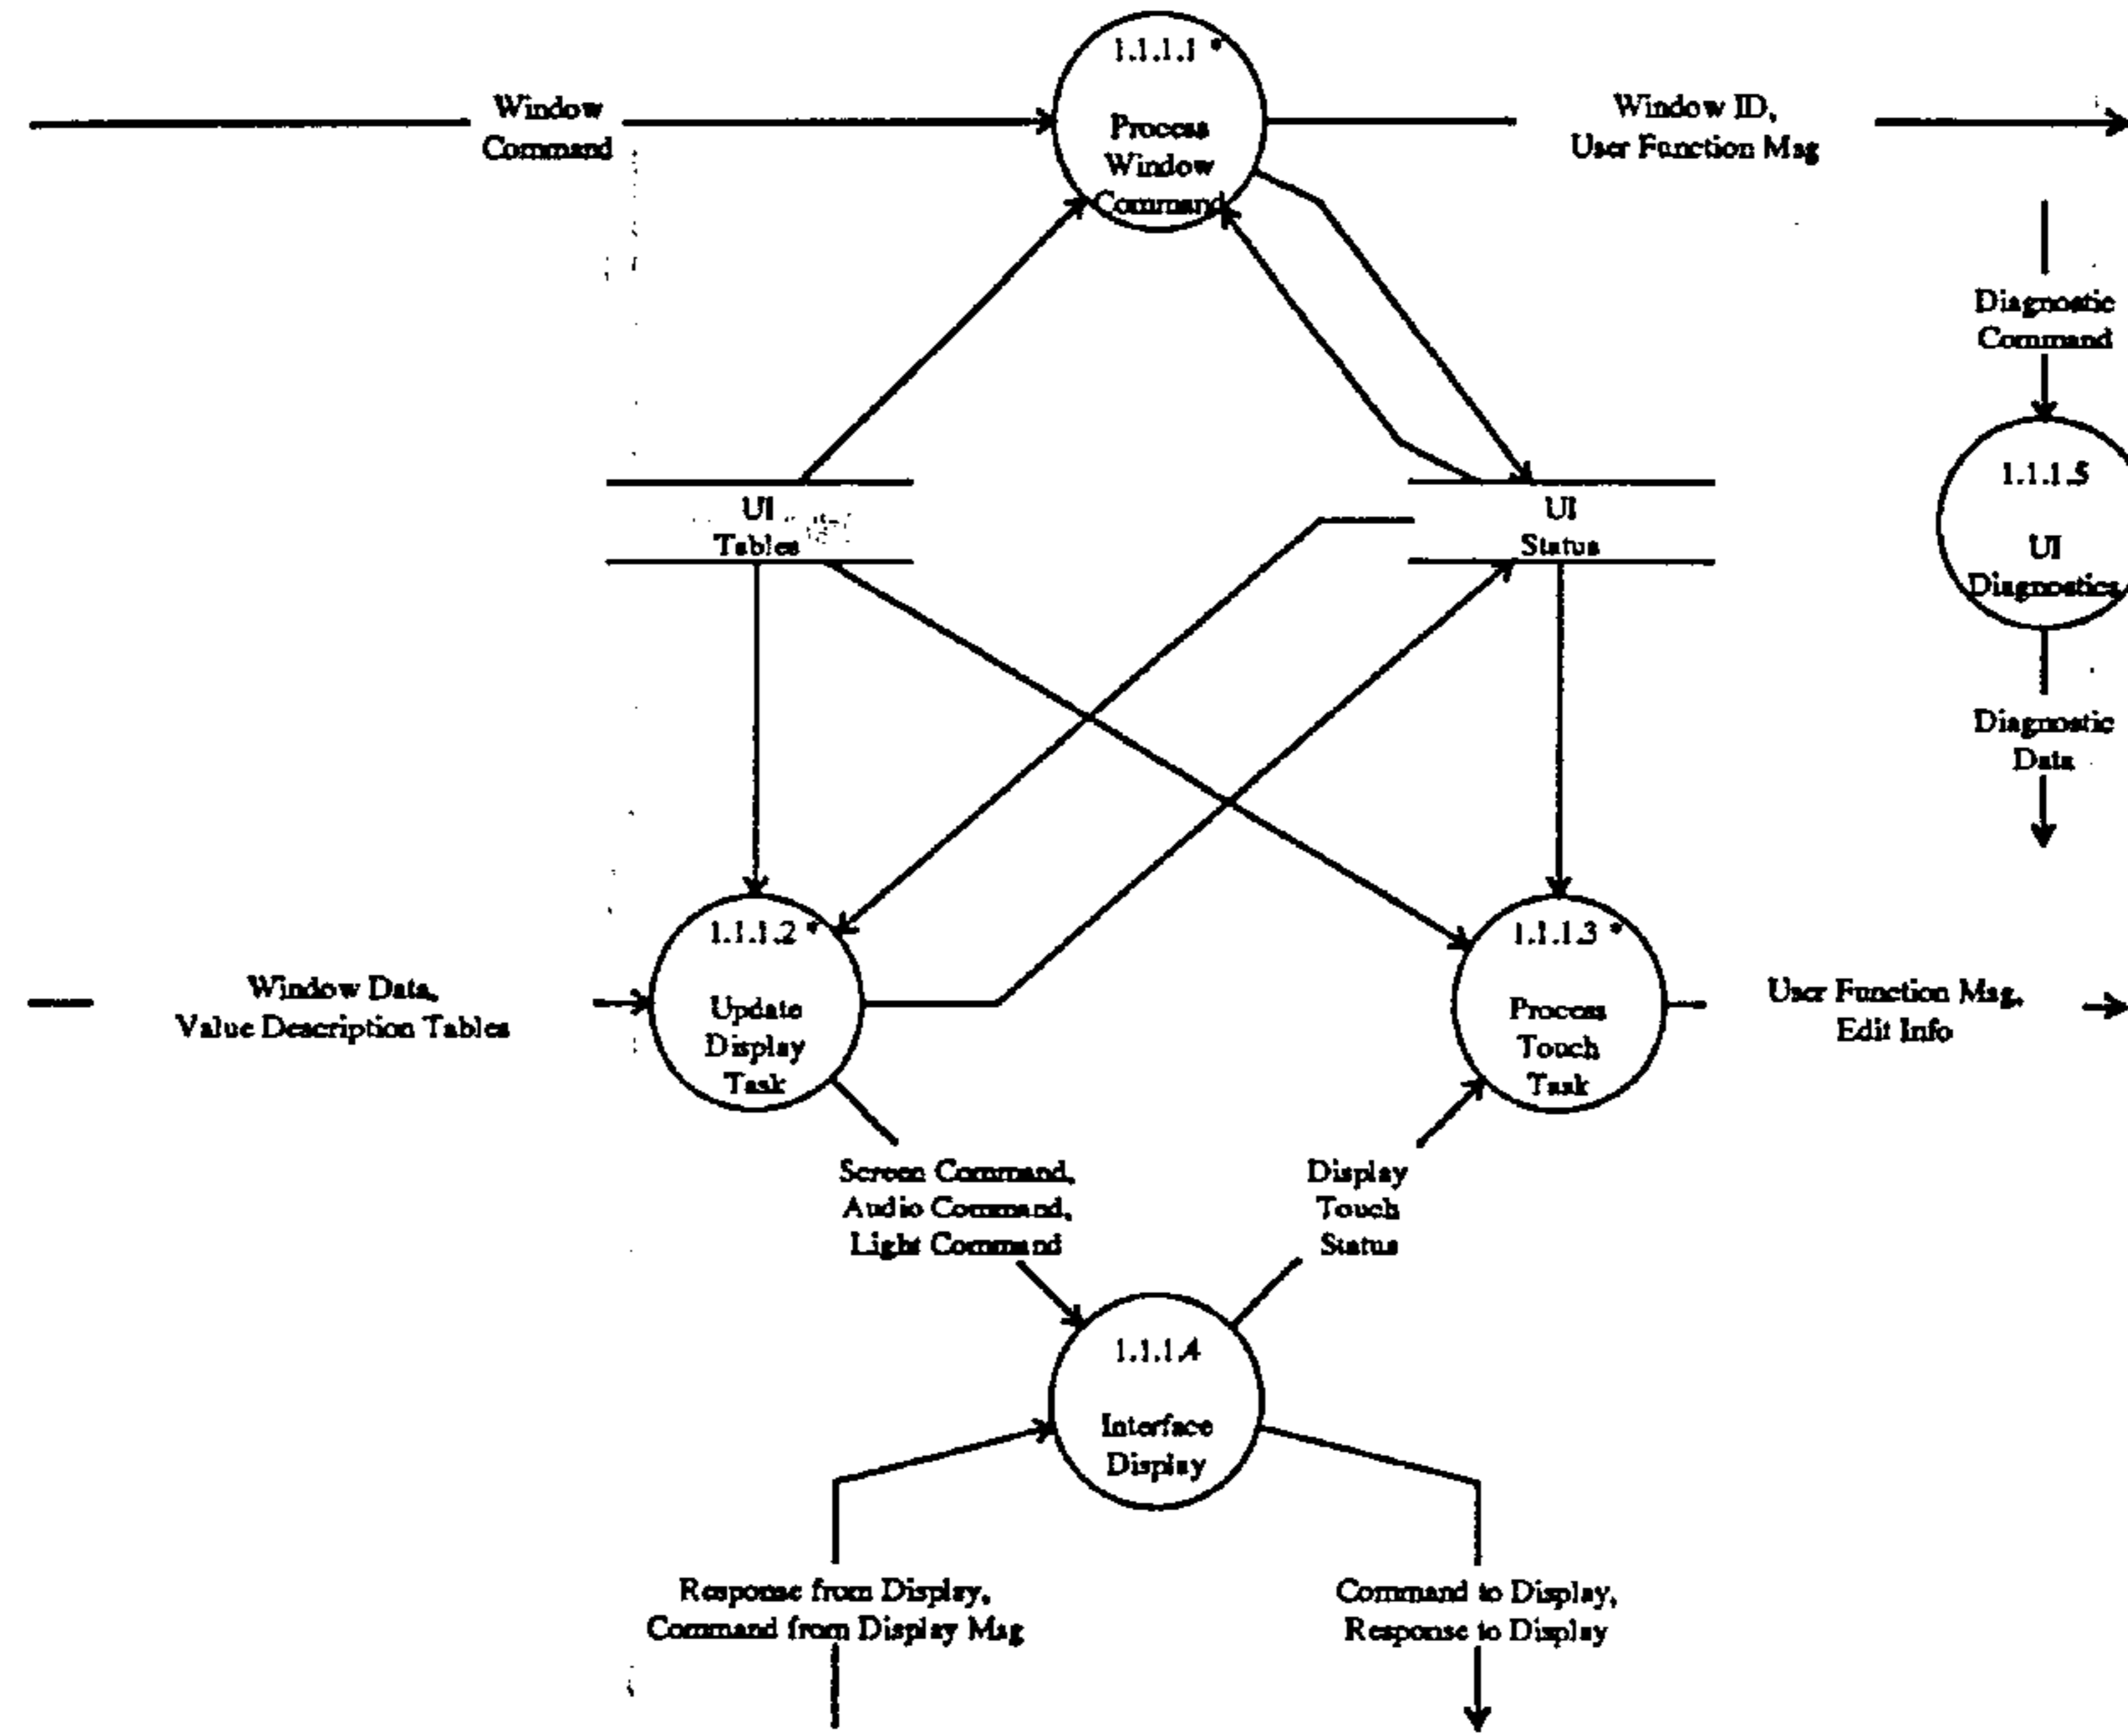 1.1.1.1 *
Process
Window
Command
Window
Command
Window ID,
User Function Msg
Diagnostic
Command
1.1.1.5
UI
Diagnostics
Diagnostic
Data
UI
Tables
UI
Status
1.1.1.2 *
Update
Display
Task
Window Data,
Value Description Tables
1.1.1.3 *
Process
Touch
Task
User Function Msg,
Edit Info
Screen Command,
Audio Command,
Light Command
Display
Touch
Status
1.1.1.4
Interface
Display
Response from Display,
Command from Display Msg
Command to Display,
Response to Display